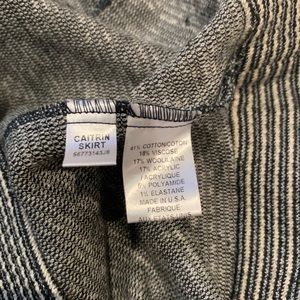 CAITRIN
SKIRT
41% COTTON/COTON
18% VISCOSE
17% WOOL/LAINE
17% ACRYLIC
/ACRYLIQUE
6% POLYAMIDE
1% ELASTANE
MADE IN U.S.A.
FABRIQUE